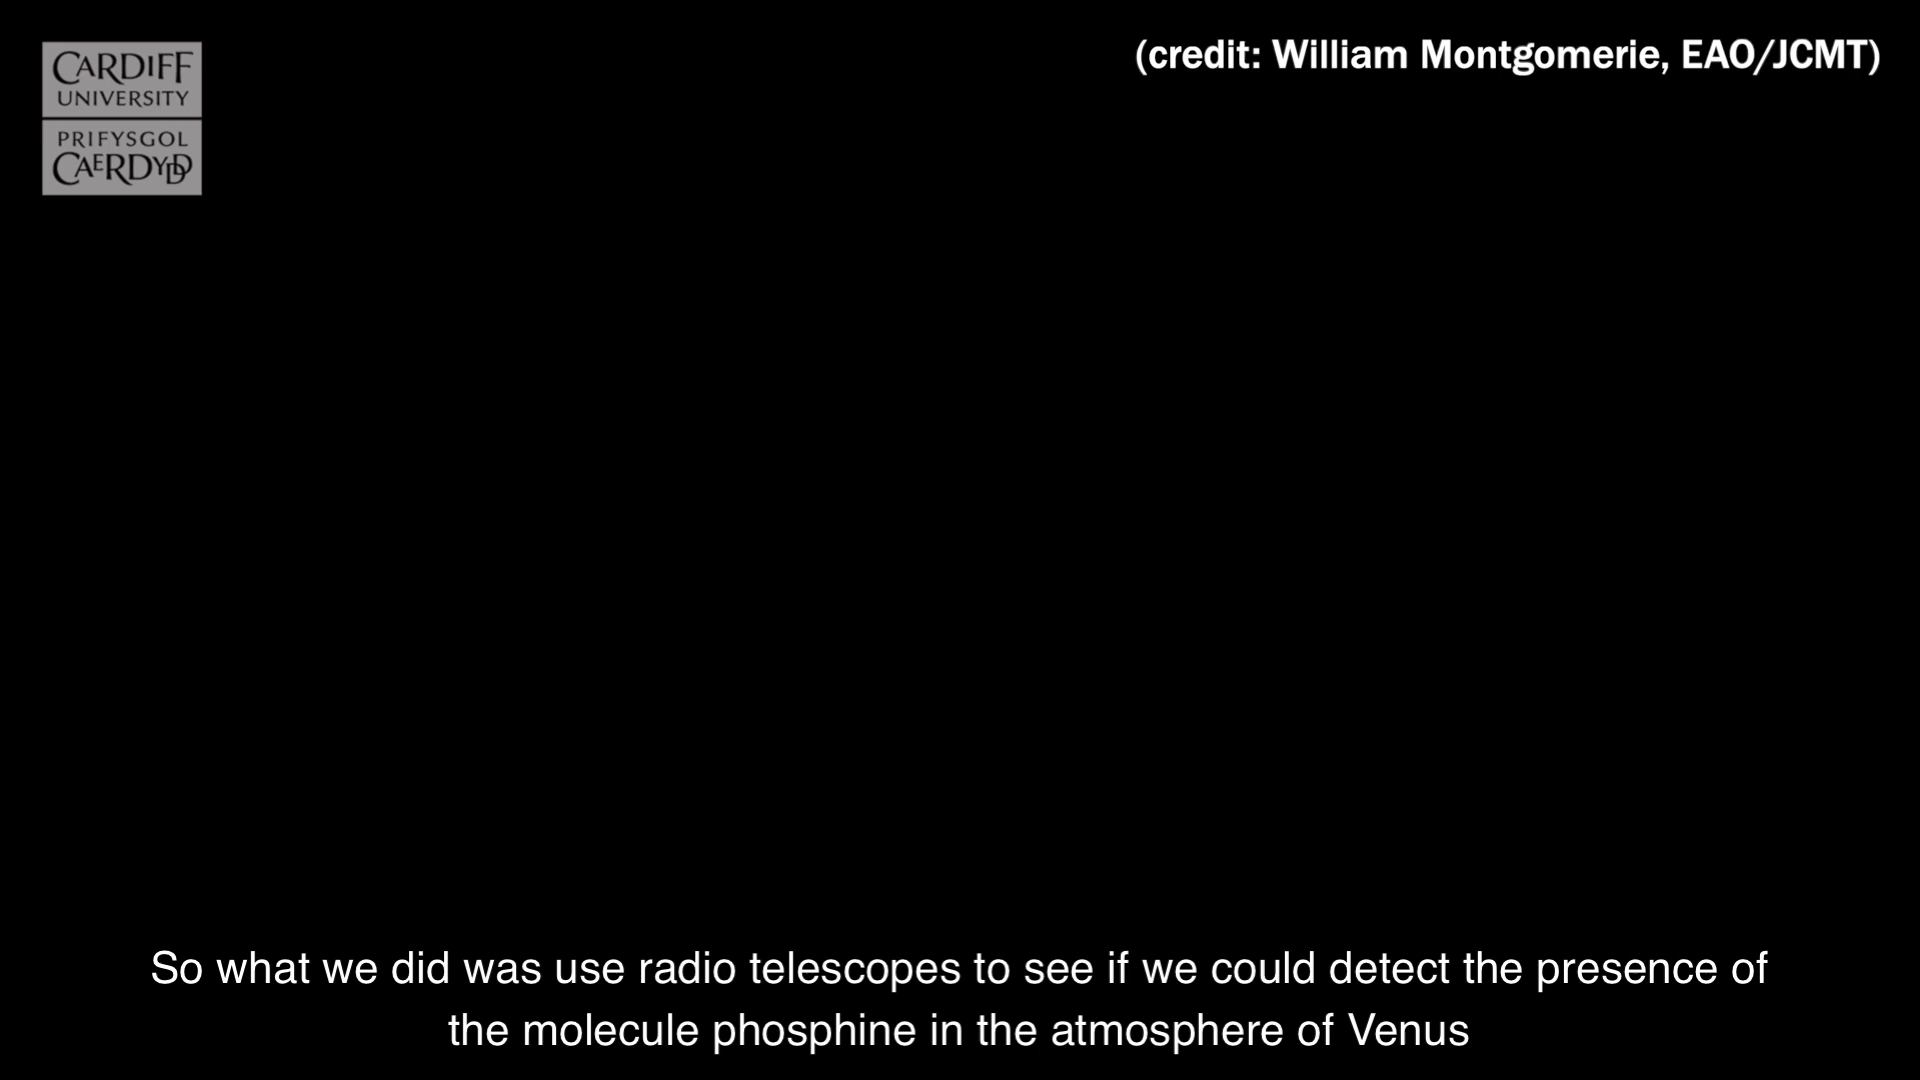 CARDIFF
UNIVERSITY
PRIFYSGOL
CAERDYDD
(credit: William Montgomerie, EAO/JCMT)
So what we did was use radio telescopes to see if we could detect the presence of
the molecule phosphine in the atmosphere of Venus